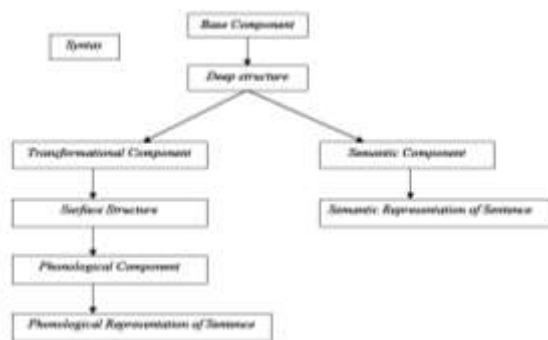 Base Component
Syntax
Deep structure
Transformational Component
Semantic Component
Surface Structure
Semantic Representation of Sentence
Phonological Component
Phonological Representation of Sentence